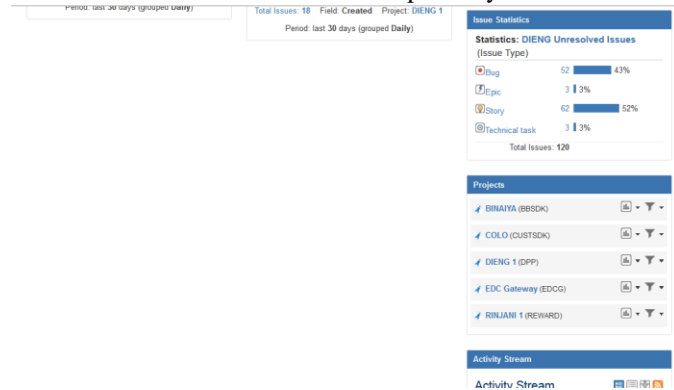 Period: last 30 days (grouped Daily)
Total Issues: 18 Field: Created Project: DIENG 1
Period: last 30 days (grouped Daily)
Issue Statistics
Statistics: DIENG Unresolved Issues
(Issue Type)
Bug 52 43%
Epic 3 3%
Story 62 52%
Technical task 3 3%
Total Issues: 120
Projects
BINAIYA (BBSDK)
COLO (CUSTSDK)
DIENG 1 (DPP)
EDC Gateway (EDCG)
RINJANI 1 (REWARD)
Activity Stream
Activity Stream